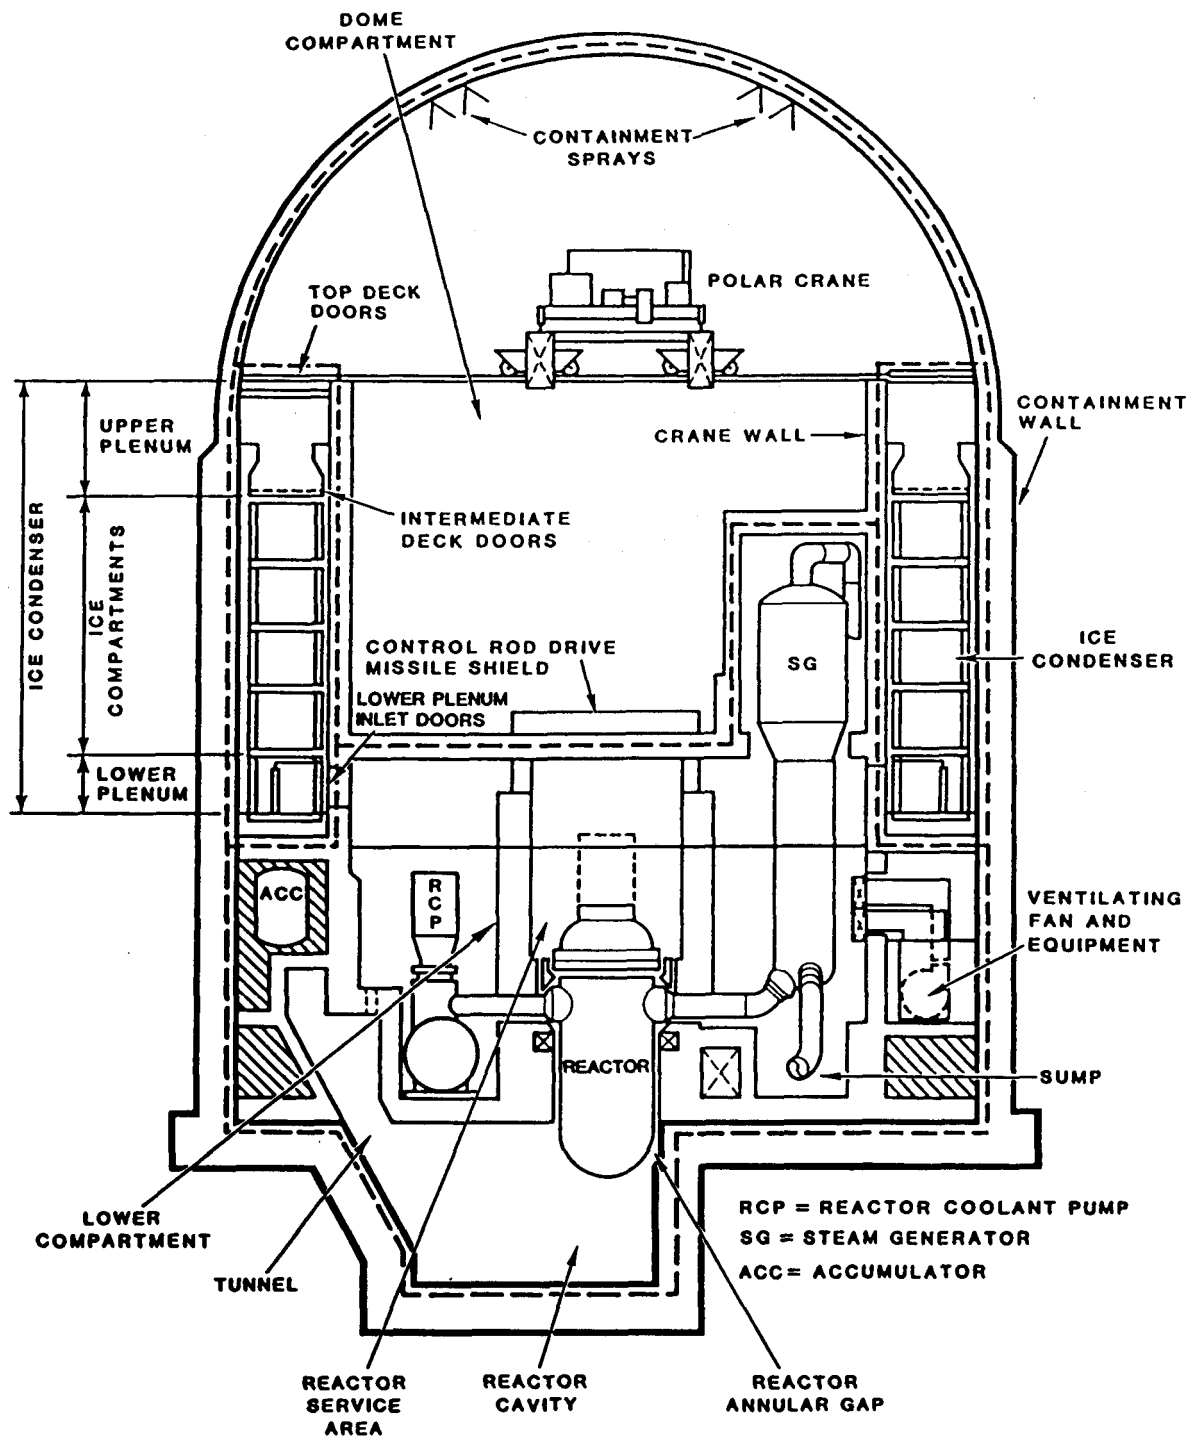 DOME
COMPARTMENT
CONTAINMENT
SPRAYS
POLAR CRANE
TOP DECK
DOORS
UPPER
PLENUM
CRANE WALL
CONTAINMENT
WALL
INTERMEDIATE
DECK DOORS
ICE CONDENSER
ICE
COMPARTMENTS
CONTROL ROD DRIVE
MISSILE SHIELD
LOWER PLENUM
INLET DOORS
SG
ICE
CONDENSER
LOWER
PLENUM
ACC
R
C
P
VENTILATING
FAN AND
EQUIPMENT
REACTOR
SUMP
LOWER
COMPARTMENT
TUNNEL
RCP = REACTOR COOLANT PUMP
SG = STEAM GENERATOR
ACC = ACCUMULATOR
REACTOR
SERVICE
AREA
REACTOR
CAVITY
REACTOR
ANNULAR GAP